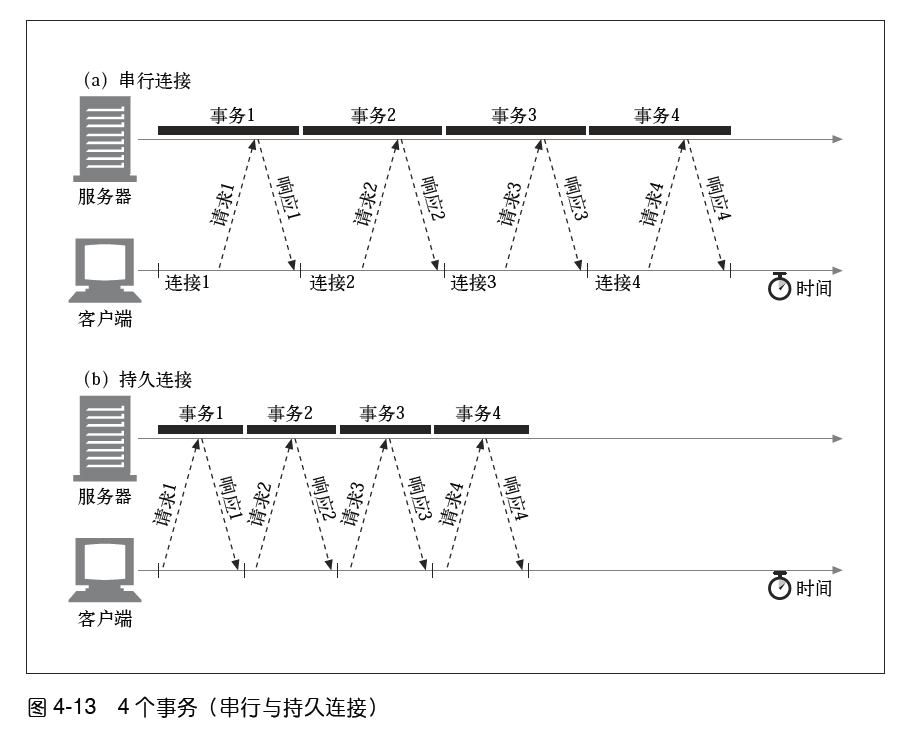 (a) 串行连接
事务1 事务2 事务3 事务4
请求1 响应1 请求2 响应2 请求3 响应3 请求4 响应4
服务器
连接1 连接2 连接3 连接4 时间
客户端
(b) 持久连接
事务1 事务2 事务3 事务4
请求1 响应1 请求2 响应2 请求3 响应3 请求4 响应4
服务器
时间
客户端
图 4-13 4 个事务（串行与持久连接）